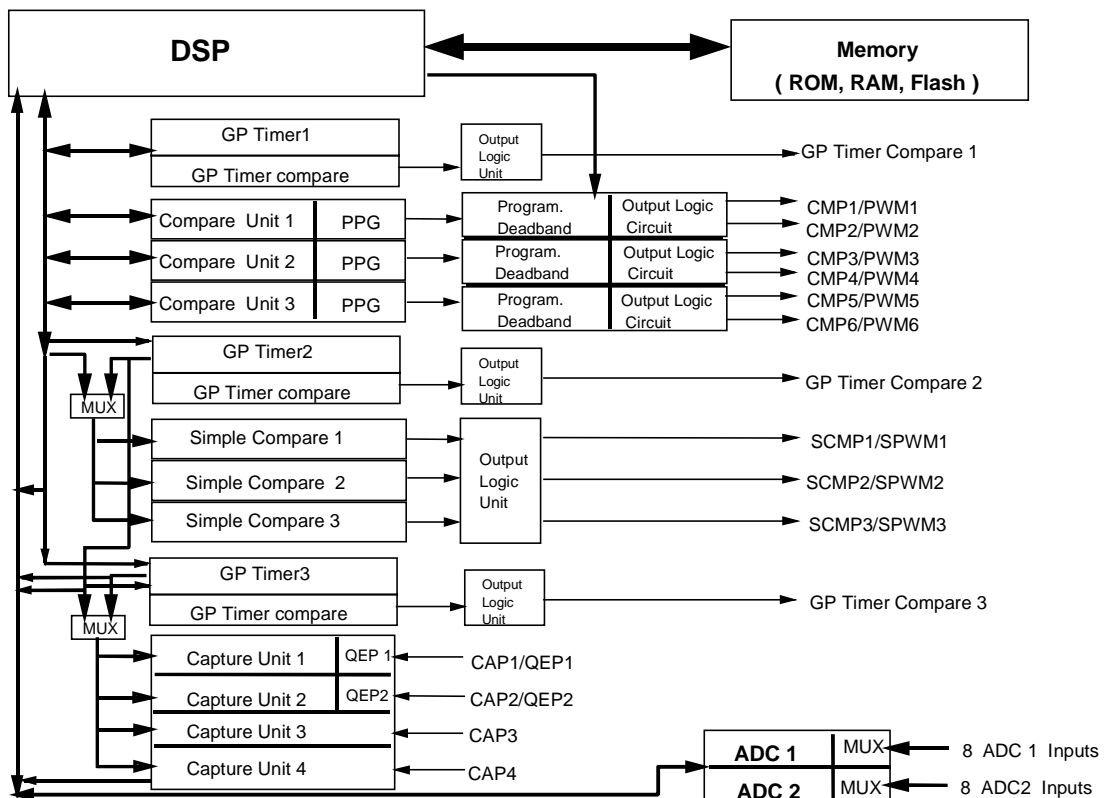 DSP
Memory
( ROM, RAM, Flash )
GP Timer1
GP Timer compare
Output
Logic
Unit
GP Timer Compare 1
Compare Unit 1
PPG
Program.
Deadband
Output Logic
Circuit
CMP1/PWM1
CMP2/PWM2
Compare Unit 2
PPG
Program.
Deadband
Output Logic
Circuit
CMP3/PWM3
CMP4/PWM4
Compare Unit 3
PPG
Program.
Deadband
Output Logic
Circuit
CMP5/PWM5
CMP6/PWM6
GP Timer2
GP Timer compare
Output
Logic
Unit
GP Timer Compare 2
MUX
Simple Compare 1
Simple Compare 2
Simple Compare 3
Output
Logic
Unit
SCMP1/SPWM1
SCMP2/SPWM2
SCMP3/SPWM3
GP Timer3
GP Timer compare
Output
Logic
Unit
GP Timer Compare 3
MUX
Capture Unit 1
QEP 1
CAP1/QEP1
Capture Unit 2
QEP2
CAP2/QEP2
Capture Unit 3
CAP3
Capture Unit 4
CAP4
ADC 1
MUX
8 ADC 1 Inputs
ADC 2
MUX
8 ADC2 Inputs